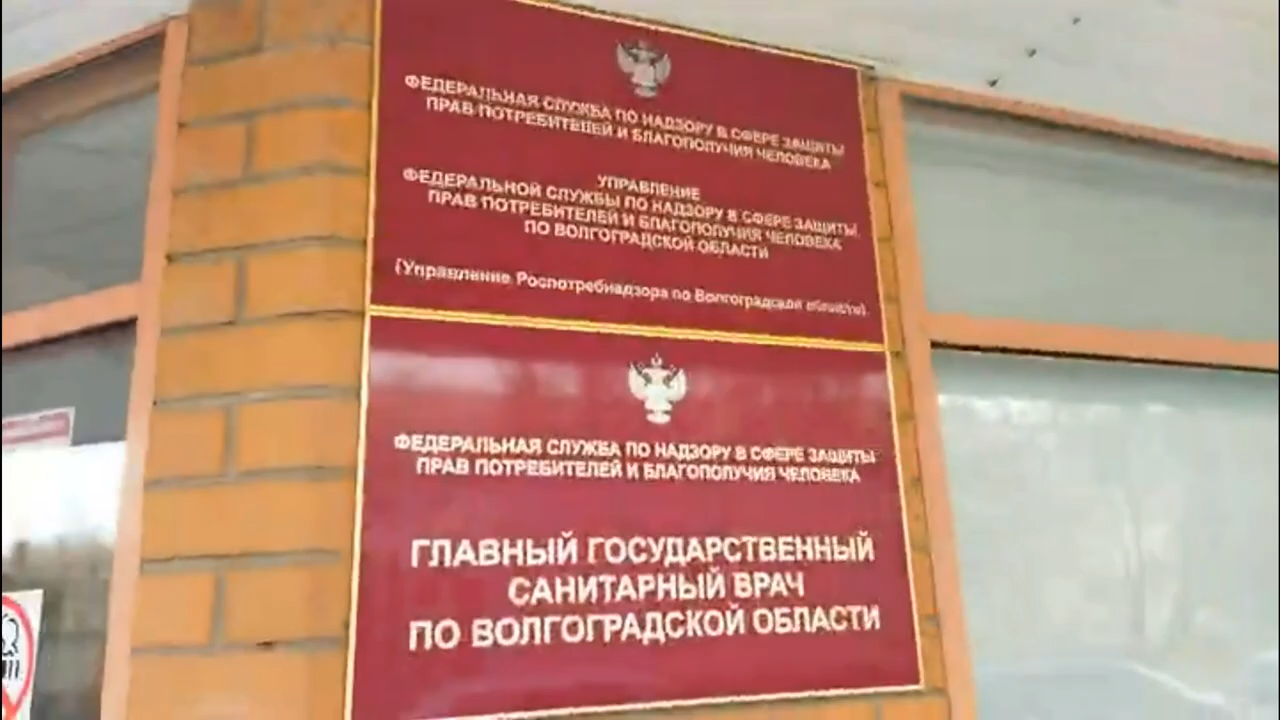 ФЕДЕРАЛЬНАЯ СЛУЖБА ПО НАДЗОРУ В СФЕРЕ ЗАЩИТЫ
ПРАВ ПОТРЕБИТЕЛЕЙ И БЛАГОПОЛУЧИЯ ЧЕЛОВЕКА
УПРАВЛЕНИЕ
ФЕДЕРАЛЬНОЙ СЛУЖБЫ ПО НАДЗОРУ В СФЕРЕ ЗАЩИТЫ
ПРАВ ПОТРЕБИТЕЛЕЙ И БЛАГОПОЛУЧИЯ ЧЕЛОВЕКА
ПО ВОЛГОГРАДСКОЙ ОБЛАСТИ
(Управление Роспотребнадзора по Волгоградской области)
ФЕДЕРАЛЬНАЯ СЛУЖБА ПО НАДЗОРУ В СФЕРЕ ЗАЩИТЫ
ПРАВ ПОТРЕБИТЕЛЕЙ И БЛАГОПОЛУЧИЯ ЧЕЛОВЕКА
ГЛАВНЫЙ ГОСУДАРСТВЕННЫЙ
САНИТАРНЫЙ ВРАЧ
ПО ВОЛГОГРАДСКОЙ ОБЛАСТИ